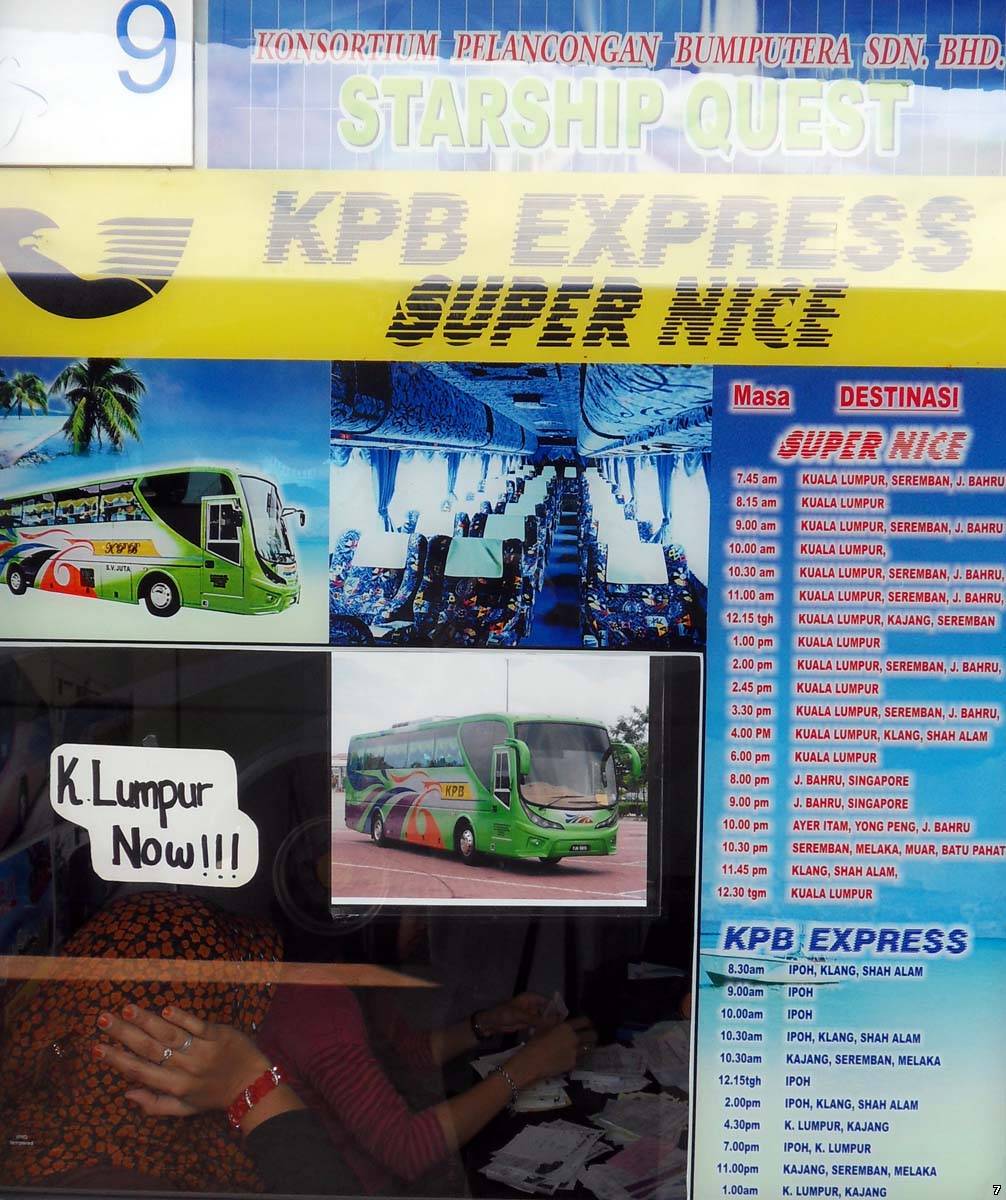 9
KONSORTIUM PELANCONGAN BUMIPUTERA SDN. BHD.
STARSHIP QUEST
KPB EXPRESS
SUPER NICE
KPB
S.V. JUTA
KPB
K.Lumpur
Now!!!
Masa DESTINASI
SUPER NICE
7.45 am KUALA LUMPUR, SEREMBAN, J. BAHRU
8.15 am KUALA LUMPUR
9.00 am KUALA LUMPUR, SEREMBAN, J. BAHRU
10.00 am KUALA LUMPUR,
10.30 am KUALA LUMPUR, SEREMBAN, J. BAHRU,
11.00 am KUALA LUMPUR, SEREMBAN, J. BAHRU,
12.15 tgh KUALA LUMPUR, KAJANG, SEREMBAN
1.00 pm KUALA LUMPUR
2.00 pm KUALA LUMPUR, SEREMBAN, J. BAHRU,
2.45 pm KUALA LUMPUR
3.30 pm KUALA LUMPUR, SEREMBAN, J. BAHRU,
4.00 PM KUALA LUMPUR, KLANG, SHAH ALAM
6.00 pm KUALA LUMPUR
8.00 pm J. BAHRU, SINGAPORE
9.00 pm J. BAHRU, SINGAPORE
10.00 pm AYER ITAM, YONG PENG, J. BAHRU
10.30 pm SEREMBAN, MELAKA, MUAR, BATU PAHAT
11.45 pm KLANG, SHAH ALAM,
12.30 tgm KUALA LUMPUR
KPB EXPRESS
8.30am IPOH, KLANG, SHAH ALAM
9.00am IPOH
10.00am IPOH
10.30am IPOH, KLANG, SHAH ALAM
10.30am KAJANG, SEREMBAN, MELAKA
12.15tgh IPOH
2.00pm IPOH, KLANG, SHAH ALAM
4.30pm K. LUMPUR, KAJANG
7.00pm IPOH, K. LUMPUR
11.00pm KAJANG, SEREMBAN, MELAKA
1.00am K. LUMPUR, KAJANG
7